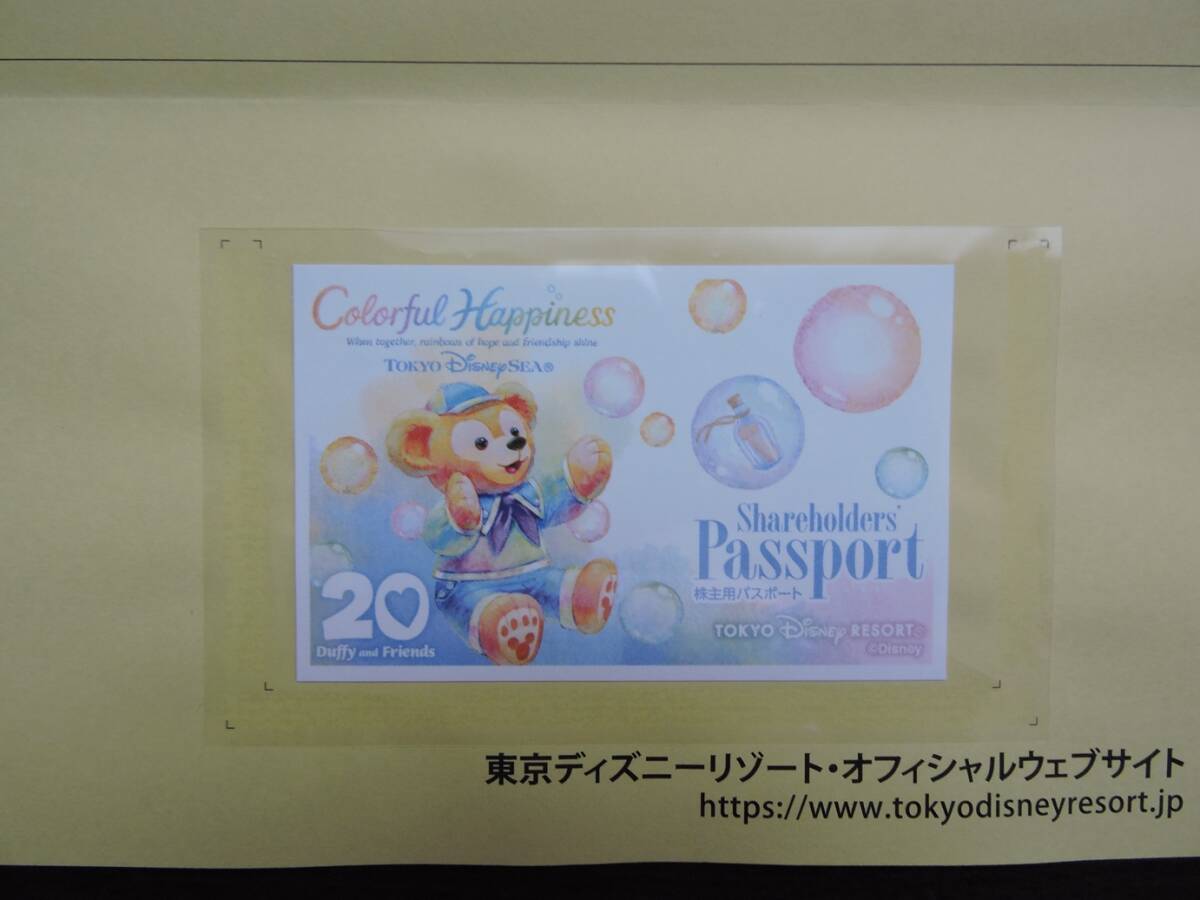 Colorful Happiness
When together, rainbows of hope and friendship shine
TOKYO DISNEY SEA®
Shareholders'
Passport
株主用パスポート
20
Duffy and Friends
TOKYO DISNEY RESORT®
©Disney
東京ディズニーリゾート・オフィシャルウェブサイト
https://www.tokyodisneyresort.jp